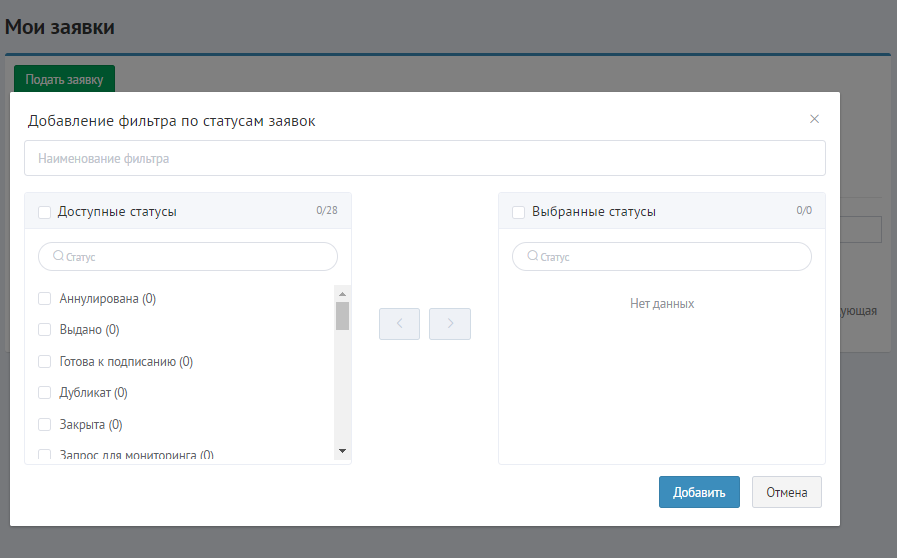 Мои заявки
Подать заявку
Добавление фильтра по статусам заявок
Наименование фильтра
Доступные статусы 0/28
Статус
Аннулирована (0)
Выдано (0)
Готова к подписанию (0)
Дубликат (0)
Закрыта (0)
Запрос для мониторинга (0)
Выбранные статусы 0/0
Статус
Нет данных
ующая
Добавить Отмена